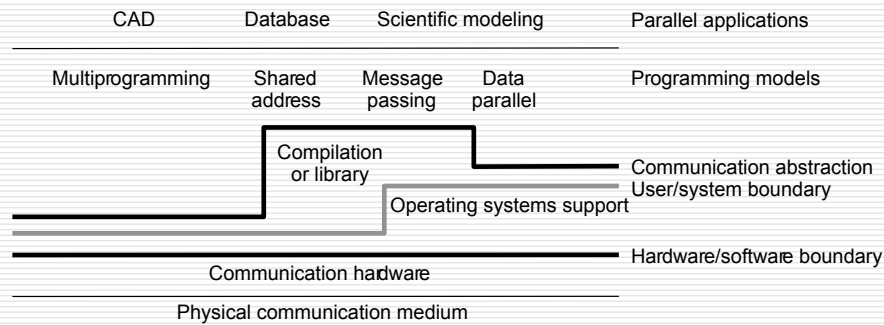 CAD Database Scientific modeling Parallel applications
Multiprogramming Shared address Message passing Data parallel Programming models
Compilation or library
Communication abstraction
User/system boundary
Operating systems support
Hardware/software boundary
Communication hardware
Physical communication medium